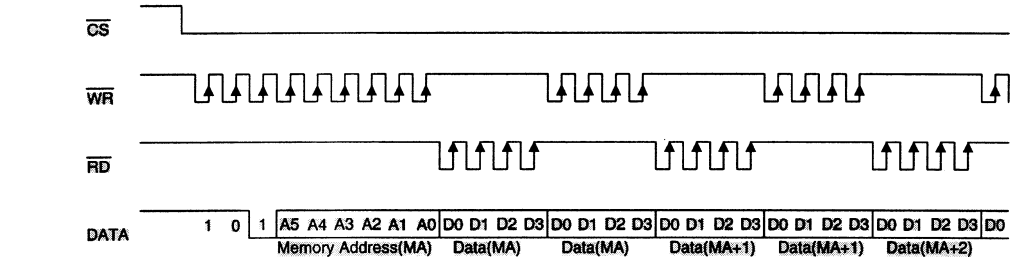 CS
WR
RD
DATA 1 0 1 A5 A4 A3 A2 A1 A0 D0 D1 D2 D3 D0 D1 D2 D3 D0 D1 D2 D3 D0 D1 D2 D3 D0 D1 D2 D3 D0
Memory Address(MA) Data(MA) Data(MA) Data(MA+1) Data(MA+1) Data(MA+2)